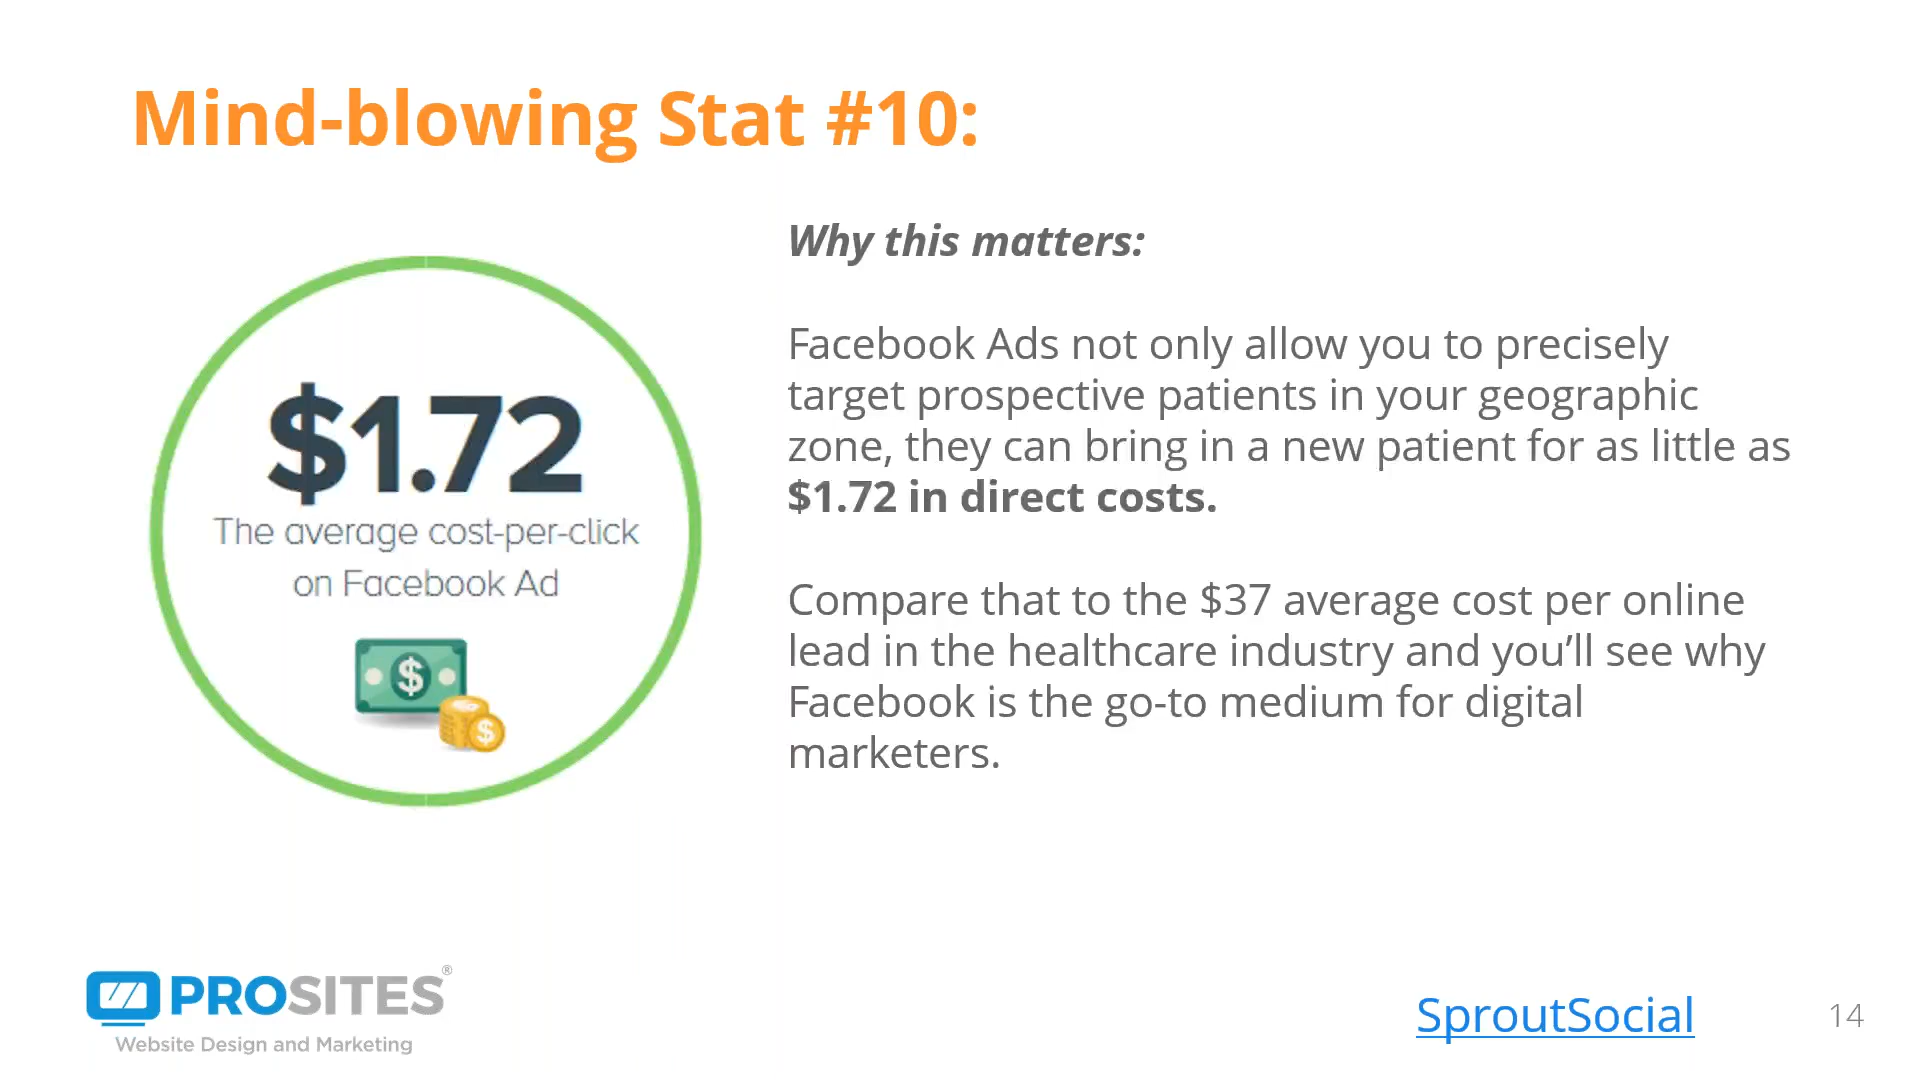 Mind-blowing Stat #10:
$1.72
The average cost-per-click
on Facebook Ad
$
$
Why this matters:
Facebook Ads not only allow you to precisely
target prospective patients in your geographic
zone, they can bring in a new patient for as little as
$1.72 in direct costs.
Compare that to the $37 average cost per online
lead in the healthcare industry and you’ll see why
Facebook is the go-to medium for digital
marketers.
PROSITES®
Website Design and Marketing
SproutSocial
14